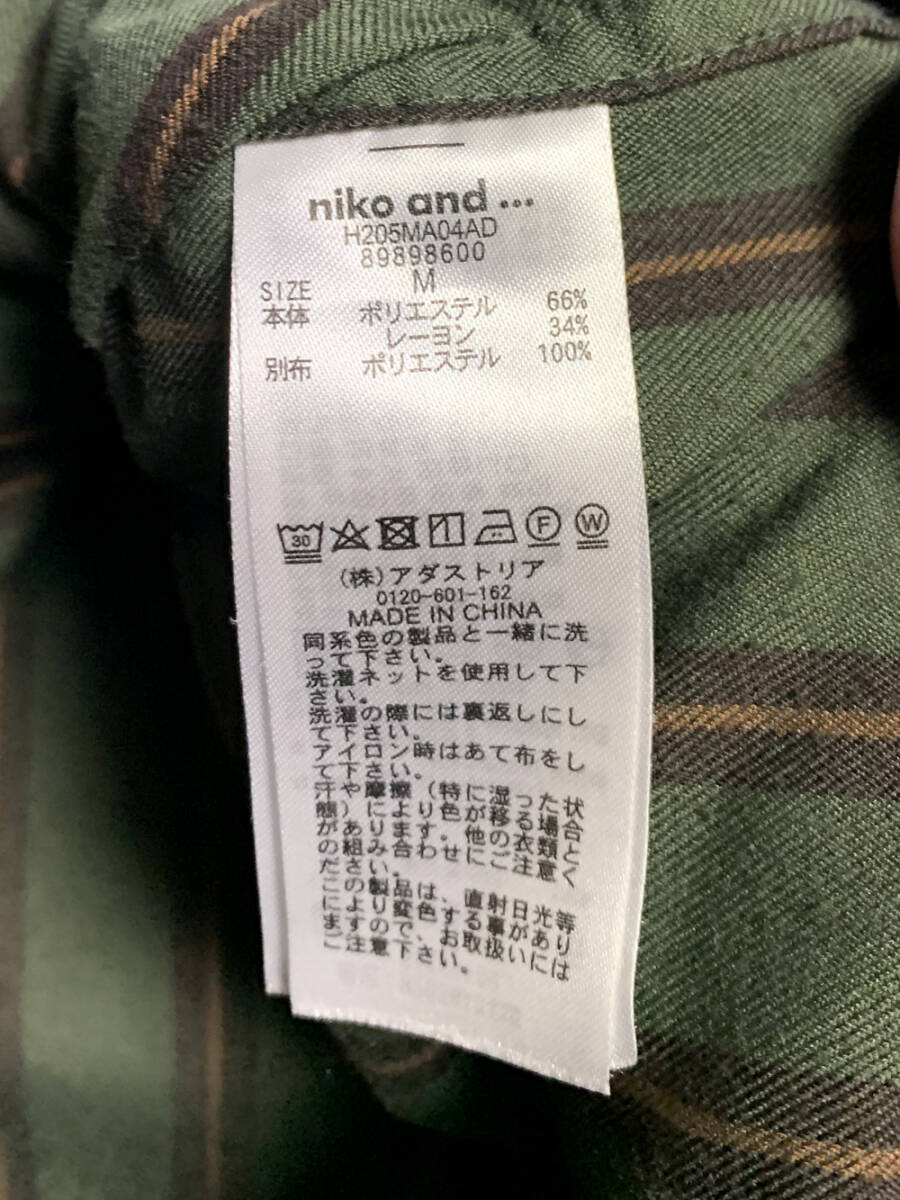 niko and ...
H205MA04AD
89898600
SIZE M
本体 ポリエステル 66%
レーヨン 34%
別布 ポリエステル 100%
30 F W
(株)アダストリア
0120-601-162
MADE IN CHINA
同系色の製品と一緒に洗
って下さい。
洗濯ネットを使用して下
さい。
洗濯の際には裏返しにし
て下さい。
アイロン時はあて布をし
て下さい。
汗や摩擦(特に湿った状
態)により色が移る場合
があります。他の衣類と
の組み合わせにご注意く
ださい。
この製品は、直射日光等
により変色する事があり
ますので、お取扱いには
ご注意下さい。